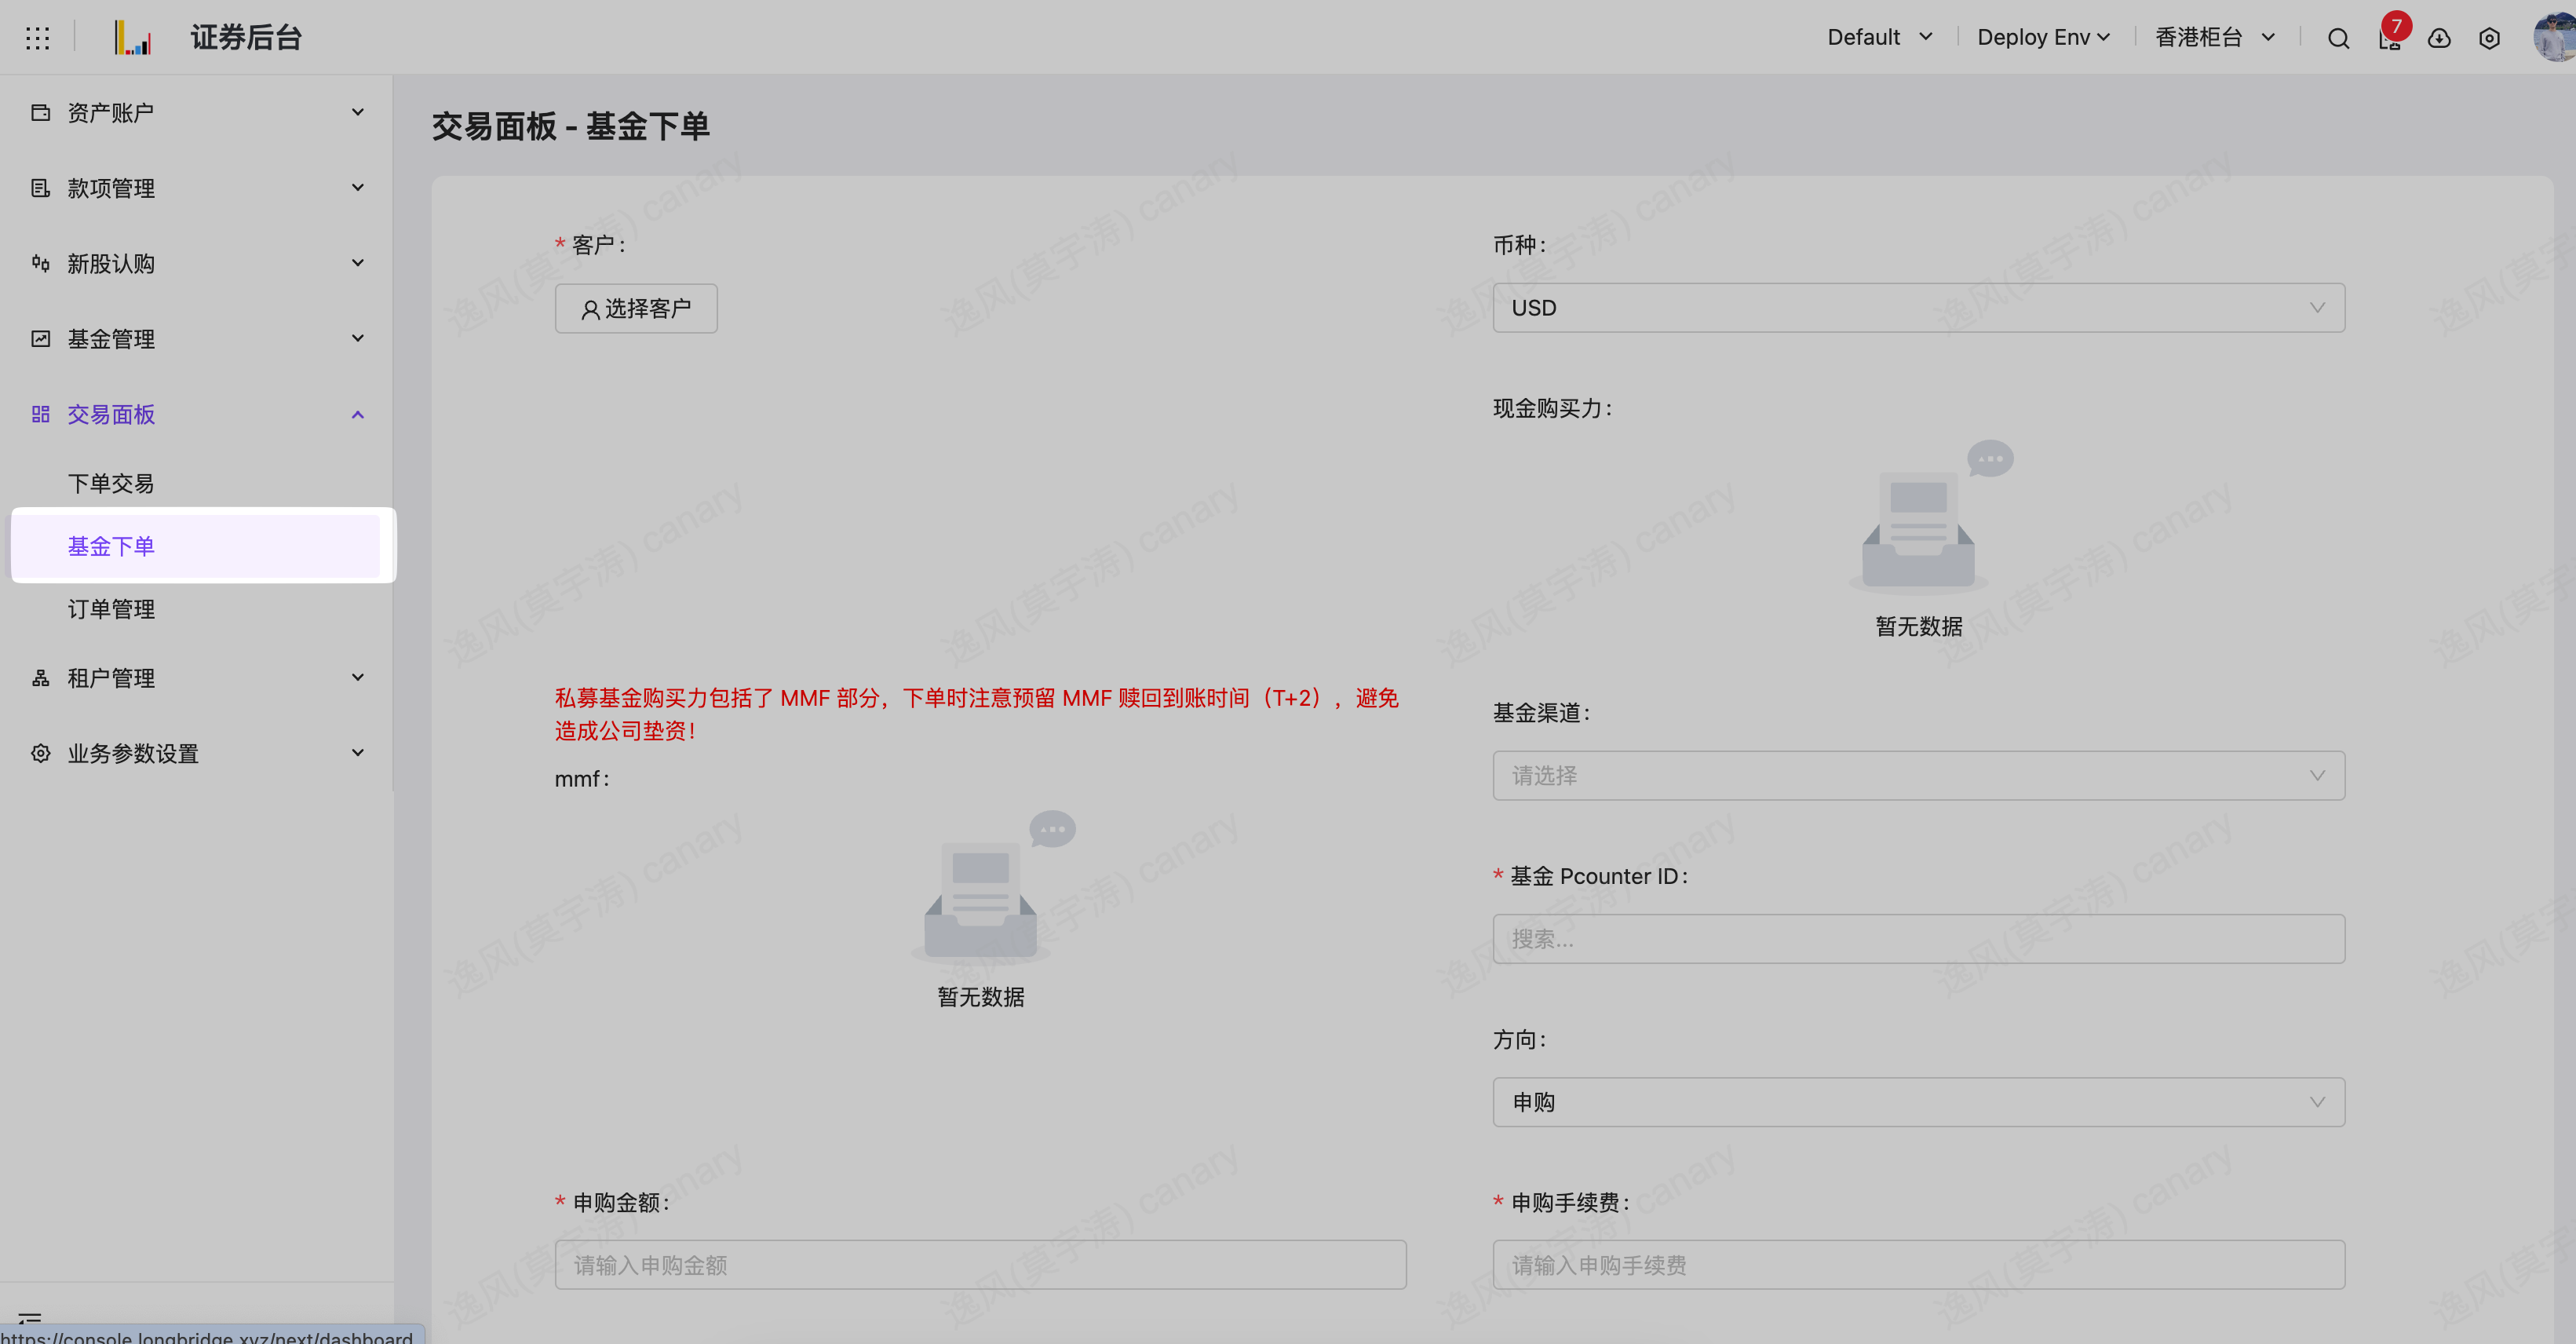 证券后台
Default
Deploy Env
香港柜台
7
资产账户
款项管理
新股认购
基金管理
交易面板
下单交易
基金下单
订单管理
租户管理
业务参数设置
交易面板 - 基金下单
* 客户:
选择客户
币种:
USD
现金购买力:
暂无数据
私募基金购买力包括了 MMF 部分，下单时注意预留 MMF 赎回到账时间（T+2），避免
造成公司垫资！
mmf:
暂无数据
基金渠道:
请选择
* 基金 Pcounter ID:
搜索...
方向:
申购
* 申购金额:
请输入申购金额
* 申购手续费:
请输入申购手续费
逸风(莫宇涛) canary
https://console.longbridge.xyz/next/dashboard